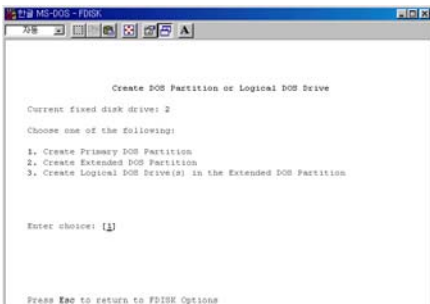 한글 MS-DOS - FDISK
자동
A
Create DOS Partition or Logical DOS Drive
Current fixed disk drive: 2
Choose one of the following:
1. Create Primary DOS Partition
2. Create Extended DOS Partition
3. Create Logical DOS Drive(s) in the Extended DOS Partition
Enter choice: [1]
Press Esc to return to FDISK Options